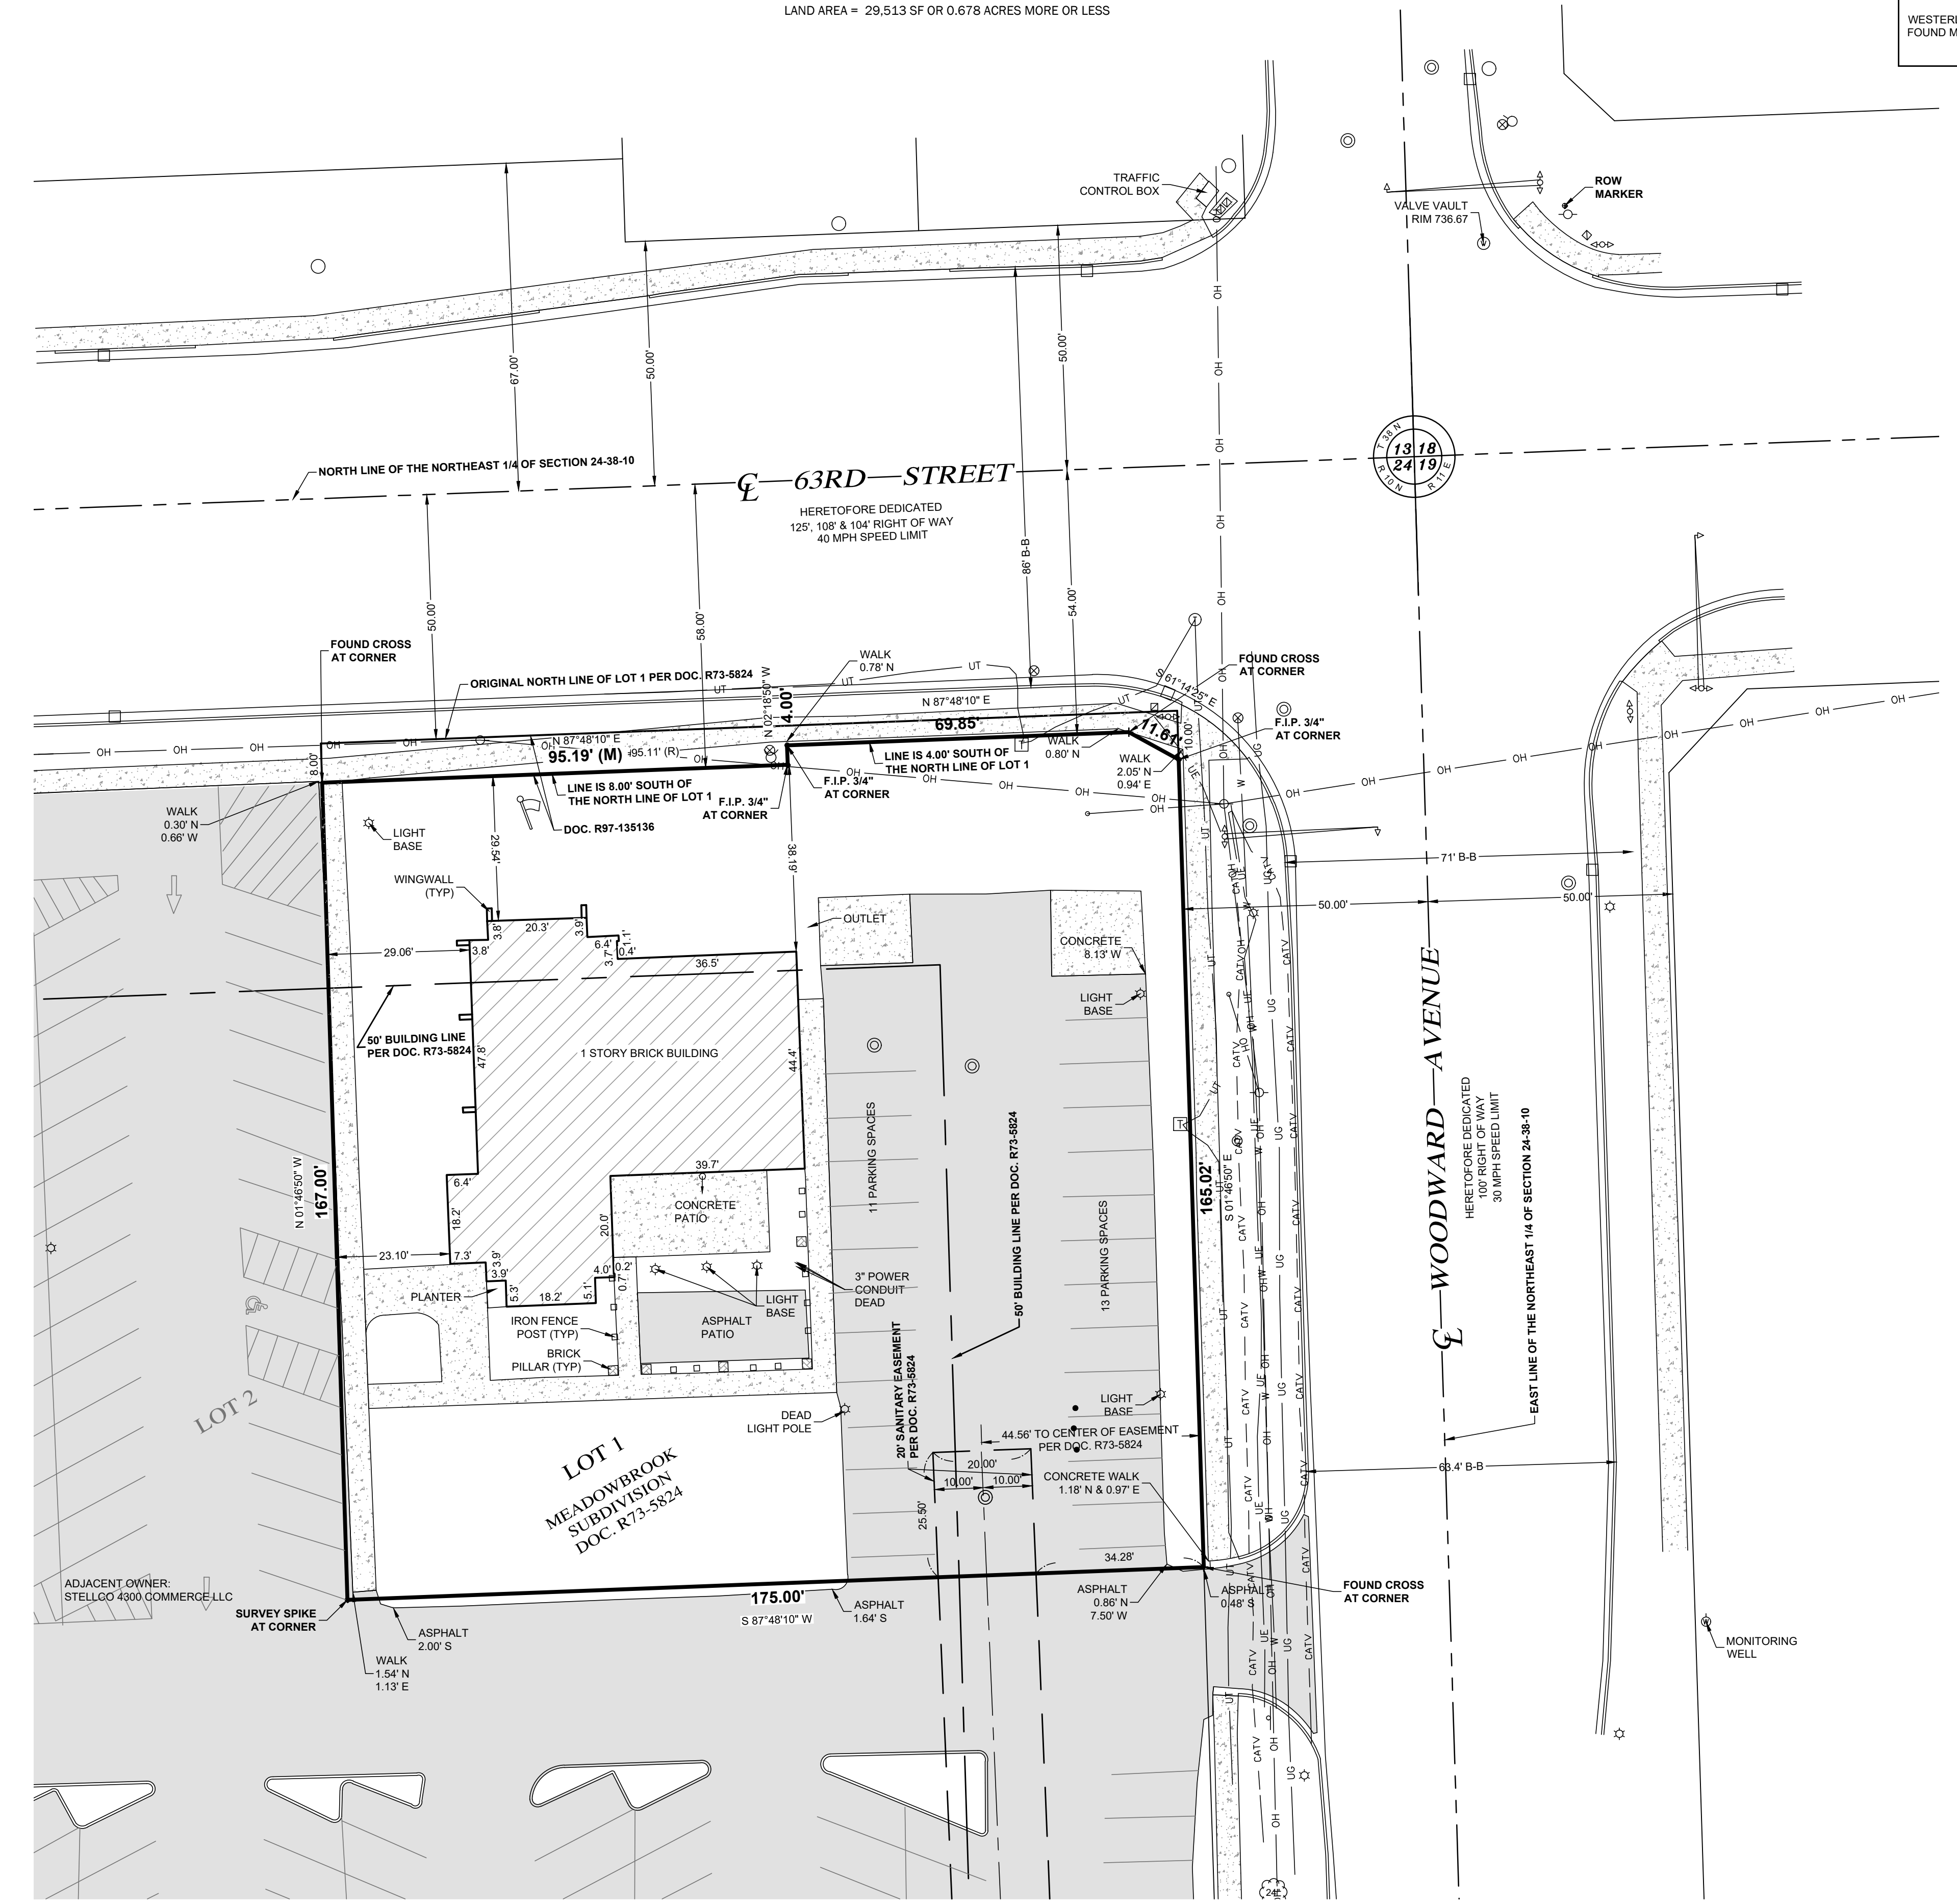 LAND AREA = 29,513 SF OR 0.678 ACRES MORE OR LESS
FOUND M
TRAFFIC
CONTROL BOX
ROW
MARKER
VALVE VAULT
RIM 736.67
67.00'
50.00'
50.00'
OH
T 38 N
13 18
24 19
R 10 N
R 11 E
NORTH LINE OF THE NORTHEAST 1/4 OF SECTION 24-38-10
63RD STREET
HERETOFORE DEDICATED
125', 108' & 104' RIGHT OF WAY
40 MPH SPEED LIMIT
86' B-B
50.00'
58.00'
54.00'
FOUND CROSS
AT CORNER
ORIGINAL NORTH LINE OF LOT 1 PER DOC. R73-5824
UT
WALK
0.78' N
N 02°18'50" W
4.00'
N 87°48'10" E
69.85'
S 61°14'25" E
11.61'
10.00'
FOUND CROSS
AT CORNER
F.I.P. 3/4"
AT CORNER
N 87°48'10" E
95.19' (M)
95.11' (R)
8.00'
LINE IS 8.00' SOUTH OF
THE NORTH LINE OF LOT 1
DOC. R97-135136
F.I.P. 3/4"
AT CORNER
F.I.P. 3/4"
AT CORNER
LINE IS 4.00' SOUTH OF
THE NORTH LINE OF LOT 1
WALK
0.80' N
WALK
2.05' N
0.94' E
WALK
0.30' N
0.66' W
LIGHT
BASE
29.54'
38.19'
WINGWALL
(TYP)
3.8'
20.3'
3.9'
6.4'
1.1'
3.7'
0.4'
36.5'
3.8'
29.06'
OUTLET
CONCRETE
8.13' W
LIGHT
BASE
71' B-B
50.00'
50.00'
50' BUILDING LINE
PER DOC. R73-5824
47.8'
1 STORY BRICK BUILDING
44.4'
11 PARKING SPACES
13 PARKING SPACES
50' BUILDING LINE PER DOC. R73-5824
T
N 01°46'50" W
167.00'
6.4'
18.2'
39.7'
CONCRETE
PATIO
20.0'
23.10'
7.3'
3.9'
3.9'
5.3'
18.2'
5.1'
4.0'
0.2'
0.7'
PLANTER
3" POWER
CONDUIT
DEAD
LIGHT
BASE
IRON FENCE
POST (TYP)
ASPHALT
PATIO
BRICK
PILLAR (TYP)
165.02'
S 01°46'50" E
UT
UE
OH
W
UG
CATV
WOODWARD AVENUE
HERETOFORE DEDICATED
100' RIGHT OF WAY
30 MPH SPEED LIMIT
EAST LINE OF THE NORTHEAST 1/4 OF SECTION 24-38-10
LOT 2
DEAD
LIGHT POLE
20' SANITARY EASEMENT
PER DOC. R73-5824
LIGHT
BASE
44.56' TO CENTER OF EASEMENT
PER DOC. R73-5824
20.00'
10.00'
10.00'
CONCRETE WALK
1.18' N & 0.97' E
63.4' B-B
25.50'
LOT 1
MEADOWBROOK
SUBDIVISION
DOC. R73-5824
34.28'
ADJACENT OWNER:
STELLCO 4300 COMMERCE LLC
SURVEY SPIKE
AT CORNER
175.00'
S 87°48'10" W
ASPHALT
2.00' S
ASPHALT
1.64' S
ASPHALT
0.86' N
7.50' W
ASPHALT
0.48' S
FOUND CROSS
AT CORNER
WALK
1.54' N
1.13' E
MONITORING
WELL
24"